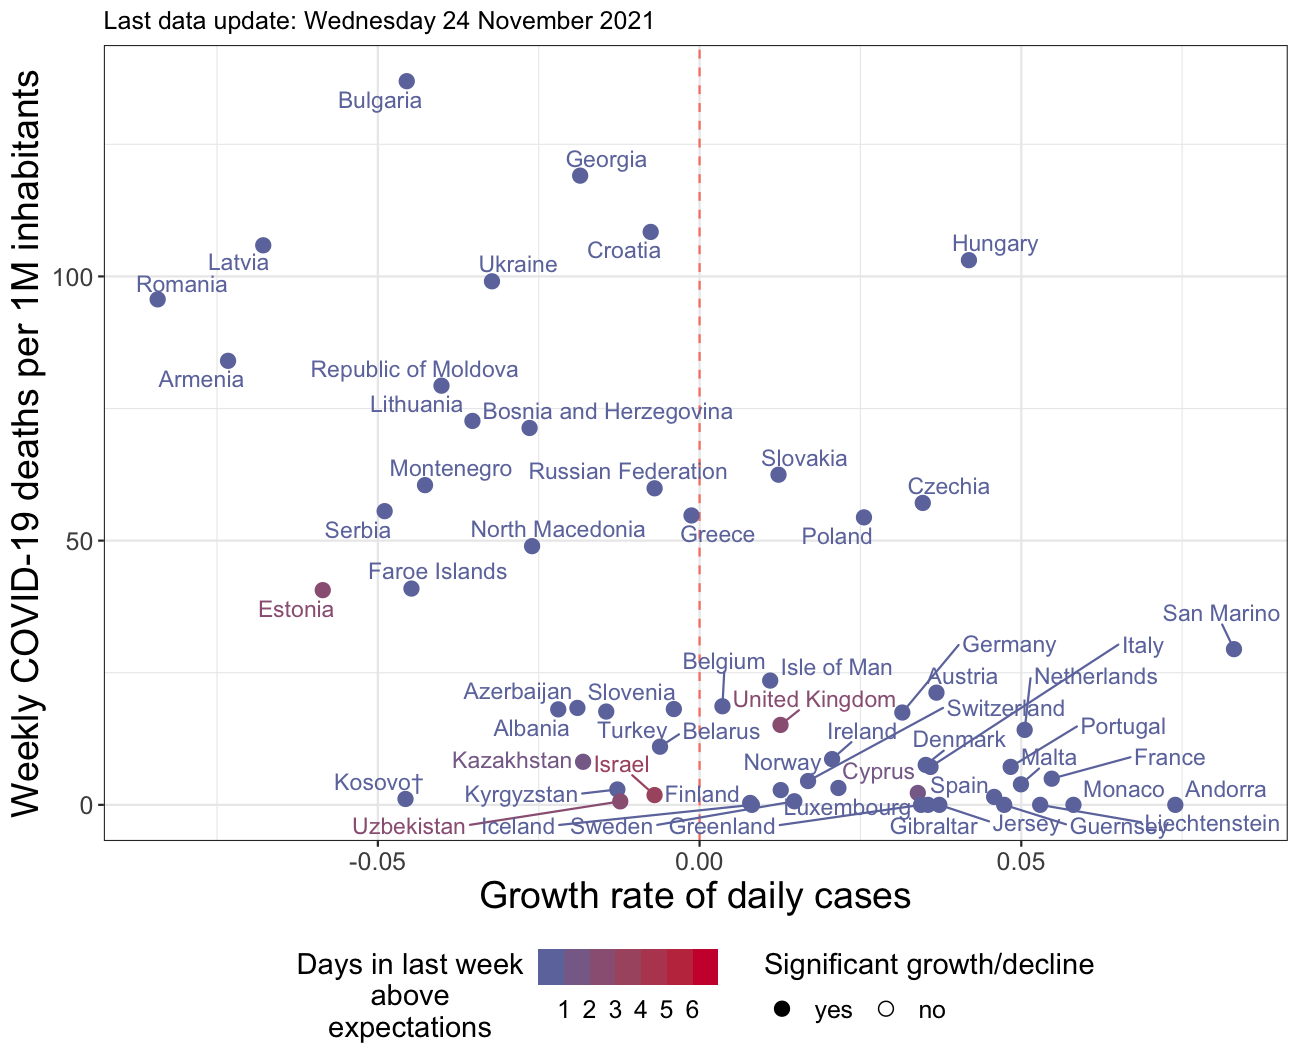 Last data update: Wednesday 24 November 2021
Weekly COVID-19 deaths per 1M inhabitants
100
50
0
Bulgaria
Georgia
Croatia
Hungary
Latvia
Ukraine
Romania
Armenia
Republic of Moldova
Lithuania
Bosnia and Herzegovina
Montenegro
Russian Federation
Slovakia
Czechia
Serbia
North Macedonia
Greece
Poland
Faroe Islands
Estonia
San Marino
Germany
Italy
Belgium
Isle of Man
Austria
Netherlands
Azerbaijan
Slovenia
United Kingdom
Switzerland
Albania
Turkey
Belarus
Ireland
Denmark
Portugal
Kazakhstan
Israel
Norway
Cyprus
Malta
France
Kosovo†
Kyrgyzstan
Finland
Luxembourg
Spain
Monaco
Andorra
Uzbekistan
Iceland
Sweden
Greenland
Gibraltar
Jersey
Guernsey
Liechtenstein
-0.05
0.00
0.05
Growth rate of daily cases
Days in last week
above
expectations
1 2 3 4 5 6
Significant growth/decline
yes
no